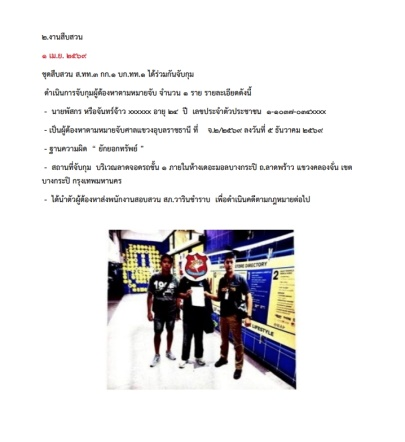 ๒.งานสืบสวน
๑ เม.ย. ๒๕๖๙
ชุดสืบสวน ส.ทท.๓ กก.๑ บก.ทท.๑ ได้ร่วมกันจับกุม
ดำเนินการจับกุมผู้ต้องหาตามหมายจับ จำนวน ๑ ราย รายละเอียดดังนี้
- นายพัสกร หรือจันทร์จ้าว xxxxxx อายุ ๒๔ ปี เลขประจำตัวประชาชน ๑-๑๐๓๗-๐๓๔xxxx
- เป็นผู้ต้องหาตามหมายจับศาลแขวงอุบลราชธานี ที่ จ.๒/๒๕๖๙ ลงวันที่ ๕ ธันวาคม ๒๕๖๙
- ฐานความผิด “ ยักยอกทรัพย์ ”
- สถานที่จับกุม บริเวณลาดจอดรถชั้น ๑ ภายในห้างเดอะมอลบางกะปิ ถ.ลาดพร้าว แขวงคลองจั่น เขต
บางกะปิ กรุงเทพมหานคร
- ได้นำตัวผู้ต้องหาส่งพนักงานสอบสวน สภ.วารินชำราบ เพื่อดำเนินคดีตามกฎหมายต่อไป
STORE DIRECTORY
2
LIFESTYLE